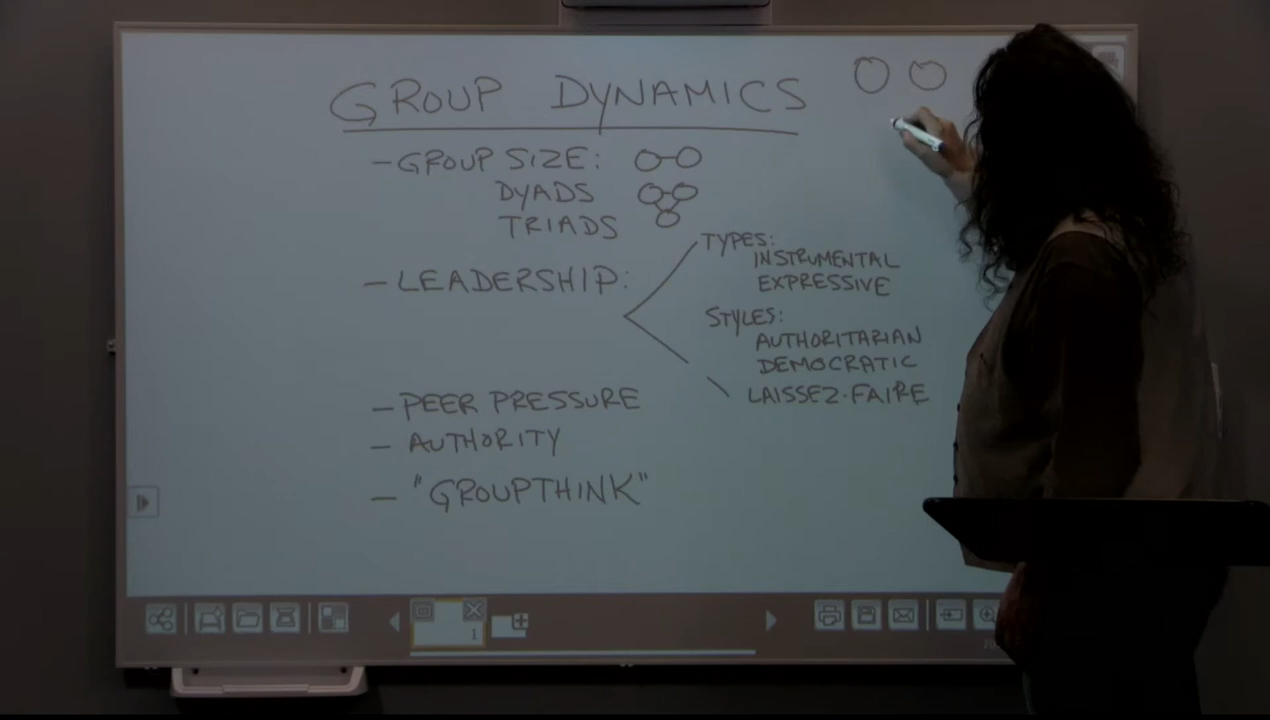 GROUP DYNAMICS
– GROUP SIZE:
DYADS
TRIADS
– LEADERSHIP:
TYPES:
INSTRUMENTAL
EXPRESSIVE
STYLES:
AUTHORITARIAN
DEMOCRATIC
LAISSEZ-FAIRE
– PEER PRESSURE
– AUTHORITY
– "GROUPTHINK"
1